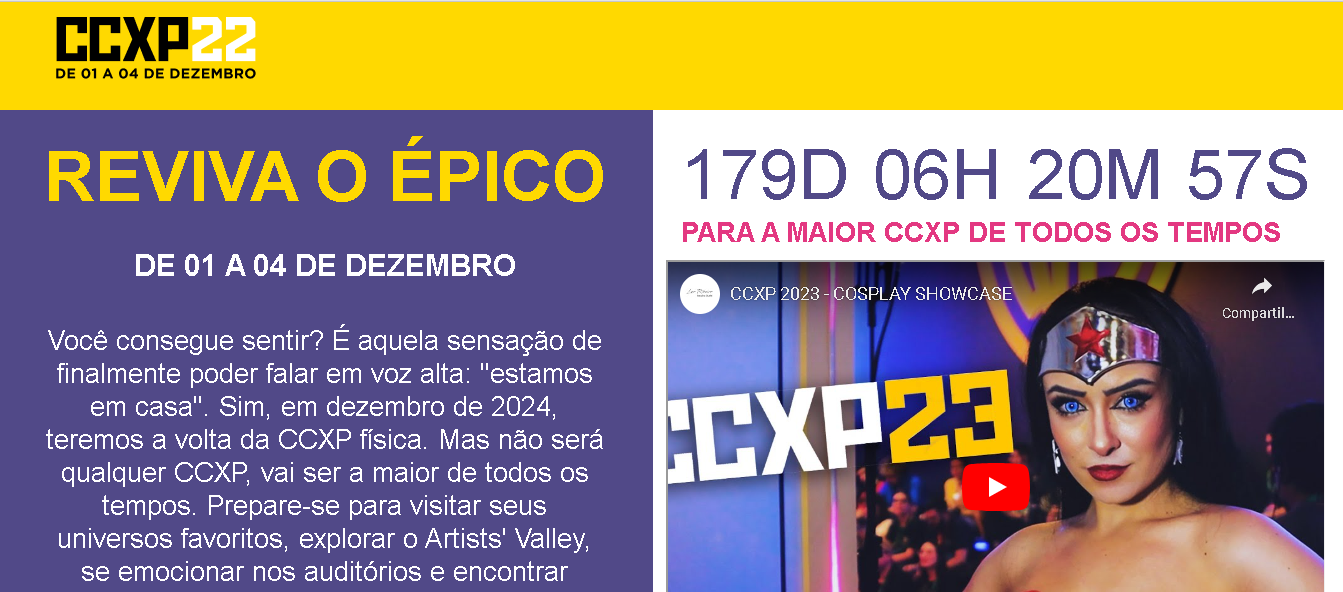 CCXP22
DE 01 A 04 DE DEZEMBRO
REVIVA O ÉPICO
DE 01 A 04 DE DEZEMBRO
Você consegue sentir? É aquela sensação de
finalmente poder falar em voz alta: "estamos
em casa". Sim, em dezembro de 2024,
teremos a volta da CCXP física. Mas não será
qualquer CCXP, vai ser a maior de todos os
tempos. Prepare-se para visitar seus
universos favoritos, explorar o Artists' Valley,
se emocionar nos auditórios e encontrar
179D 06H 20M 57S
PARA A MAIOR CCXP DE TODOS OS TEMPOS
CCXP 2023 - COSPLAY SHOWCASE
Compartil...
CCXP23